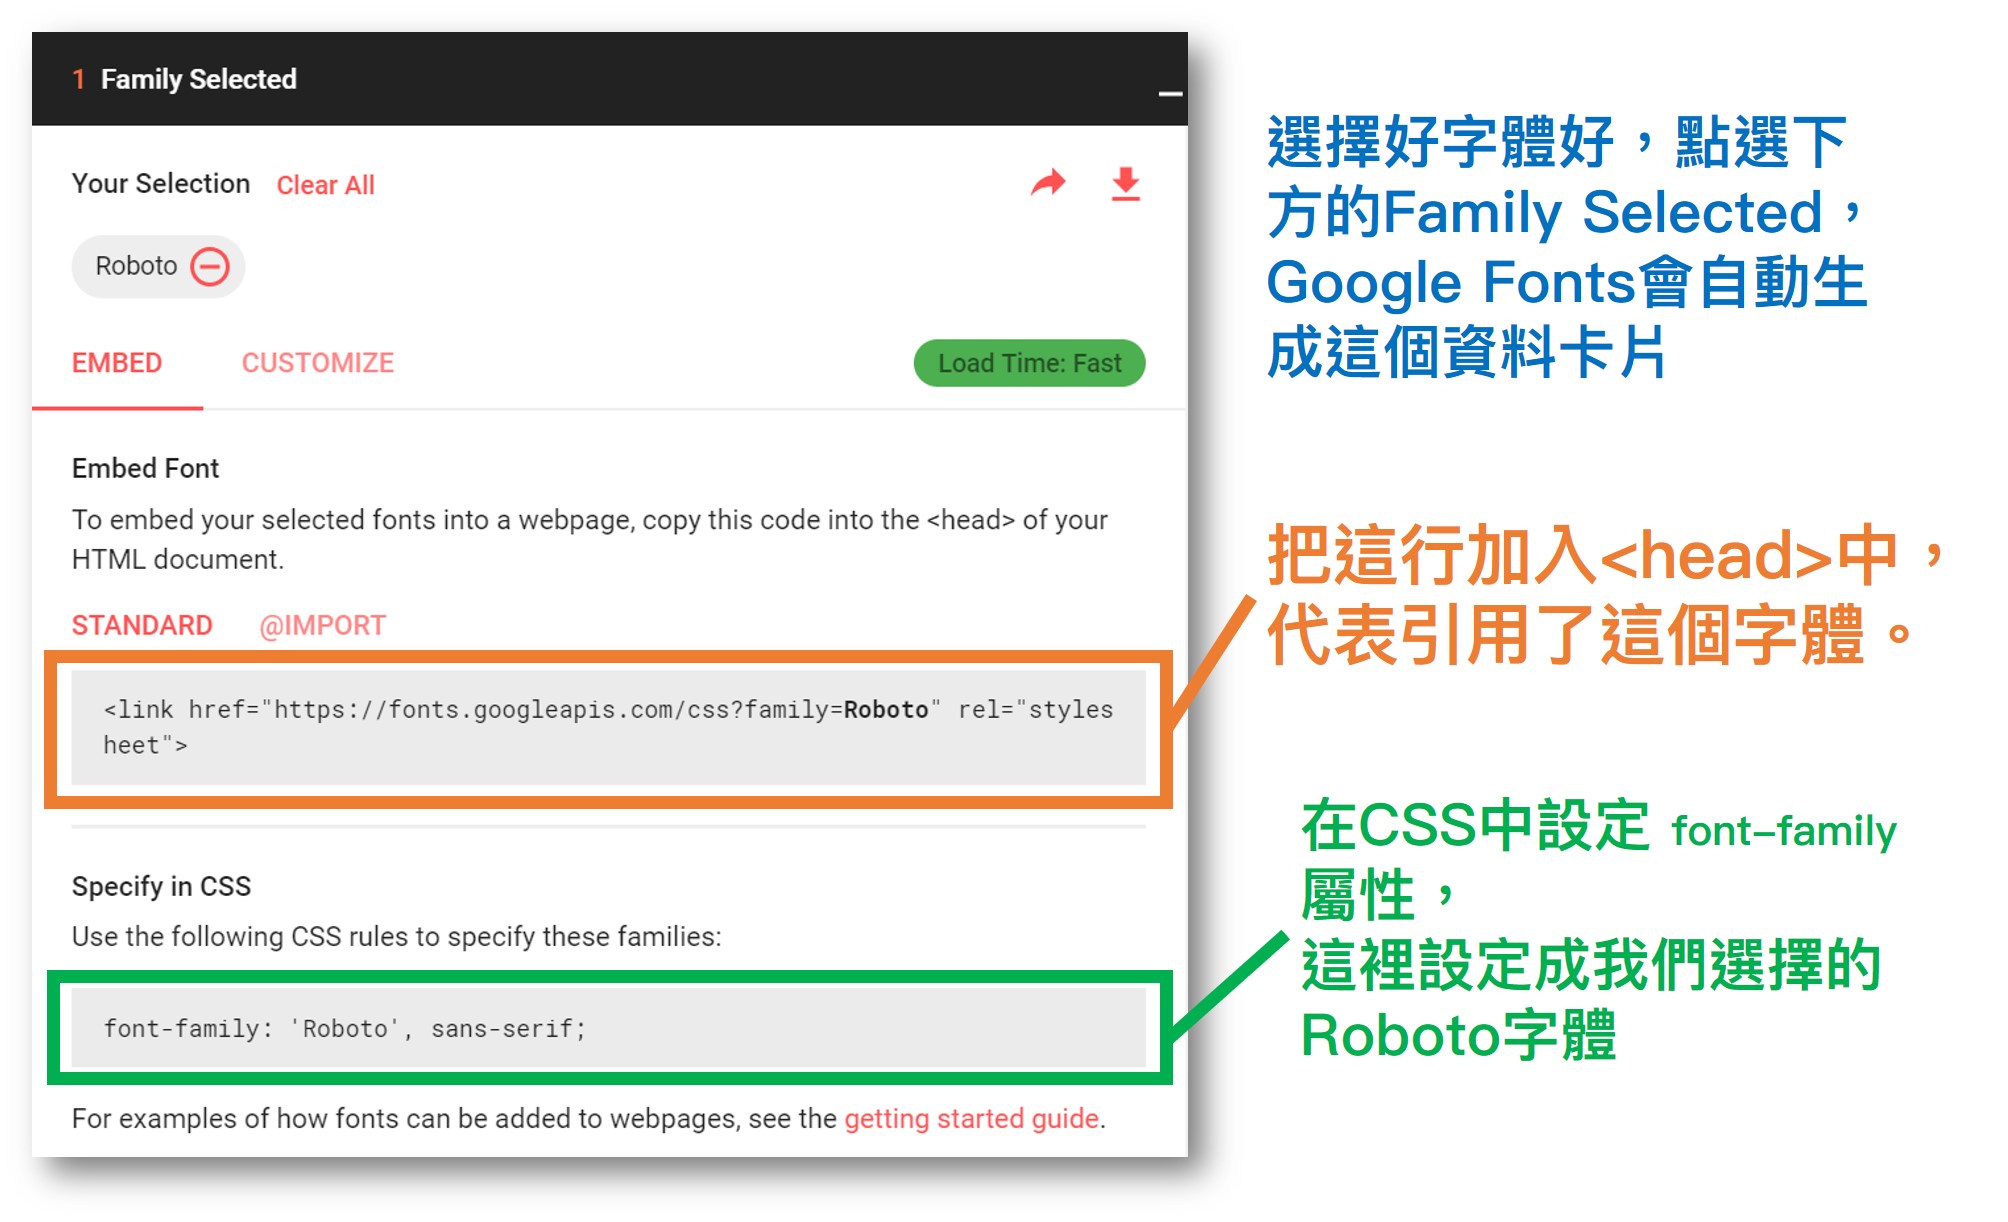 1 Family Selected
Your Selection Clear All
Roboto
EMBED CUSTOMIZE Load Time: Fast
Embed Font
To embed your selected fonts into a webpage, copy this code into the <head> of your
HTML document.
STANDARD @IMPORT
<link href="https://fonts.googleapis.com/css?family=Roboto" rel="styles
heet">
Specify in CSS
Use the following CSS rules to specify these families:
font-family: 'Roboto', sans-serif;
For examples of how fonts can be added to webpages, see the getting started guide.
選擇好字體好，點選下
方的Family Selected，
Google Fonts會自動生
成這個資料卡片
把這行加入<head>中，
代表引用了這個字體。
在CSS中設定 font-family
屬性，
這裡設定成我們選擇的
Roboto字體